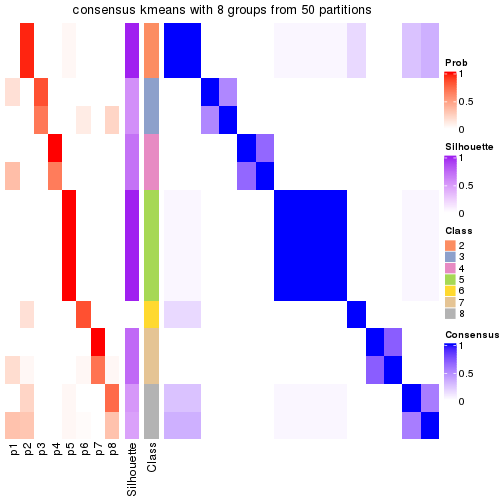 consensus kmeans with 8 groups from 50 partitions
Prob
1
0.5
0
Silhouette
1
0.5
0
Class
2
3
4
5
6
7
8
Consensus
1
0.5
0
p1
p2
p3
p4
p5
p6
p7
p8
Silhouette
Class